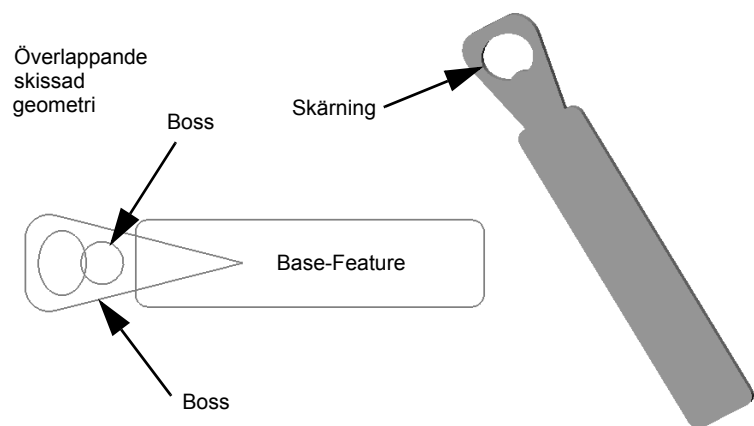 Överlappande
skissad
geometri
Boss
Skärning
Base-Feature
Boss